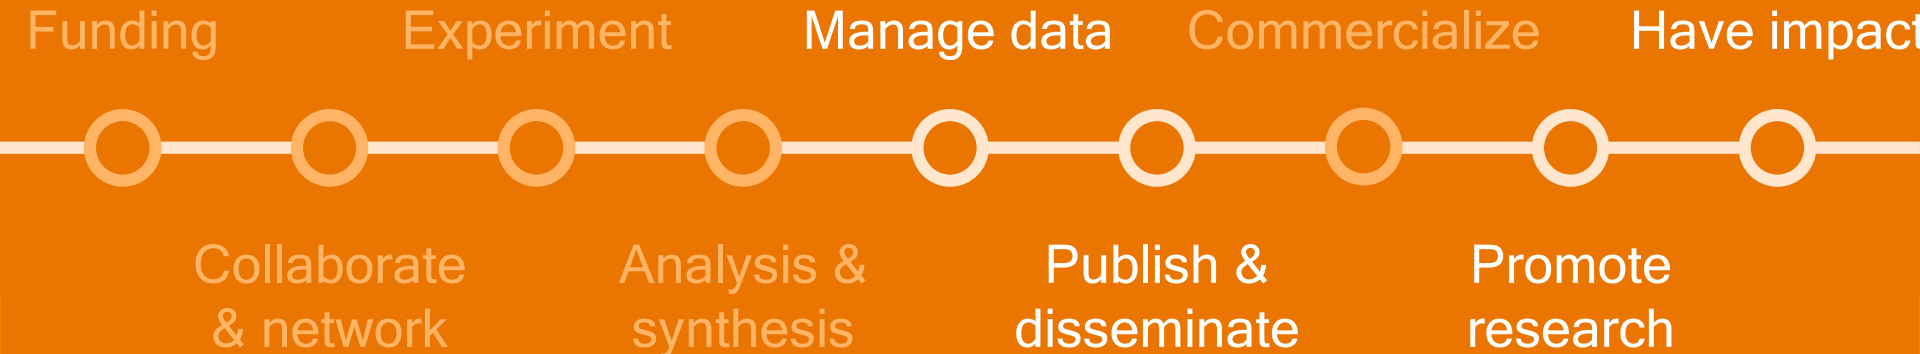 Funding
Experiment
Manage data
Commercialize
Have impact
Collaborate
& network
Analysis &
synthesis
Publish &
disseminate
Promote
research